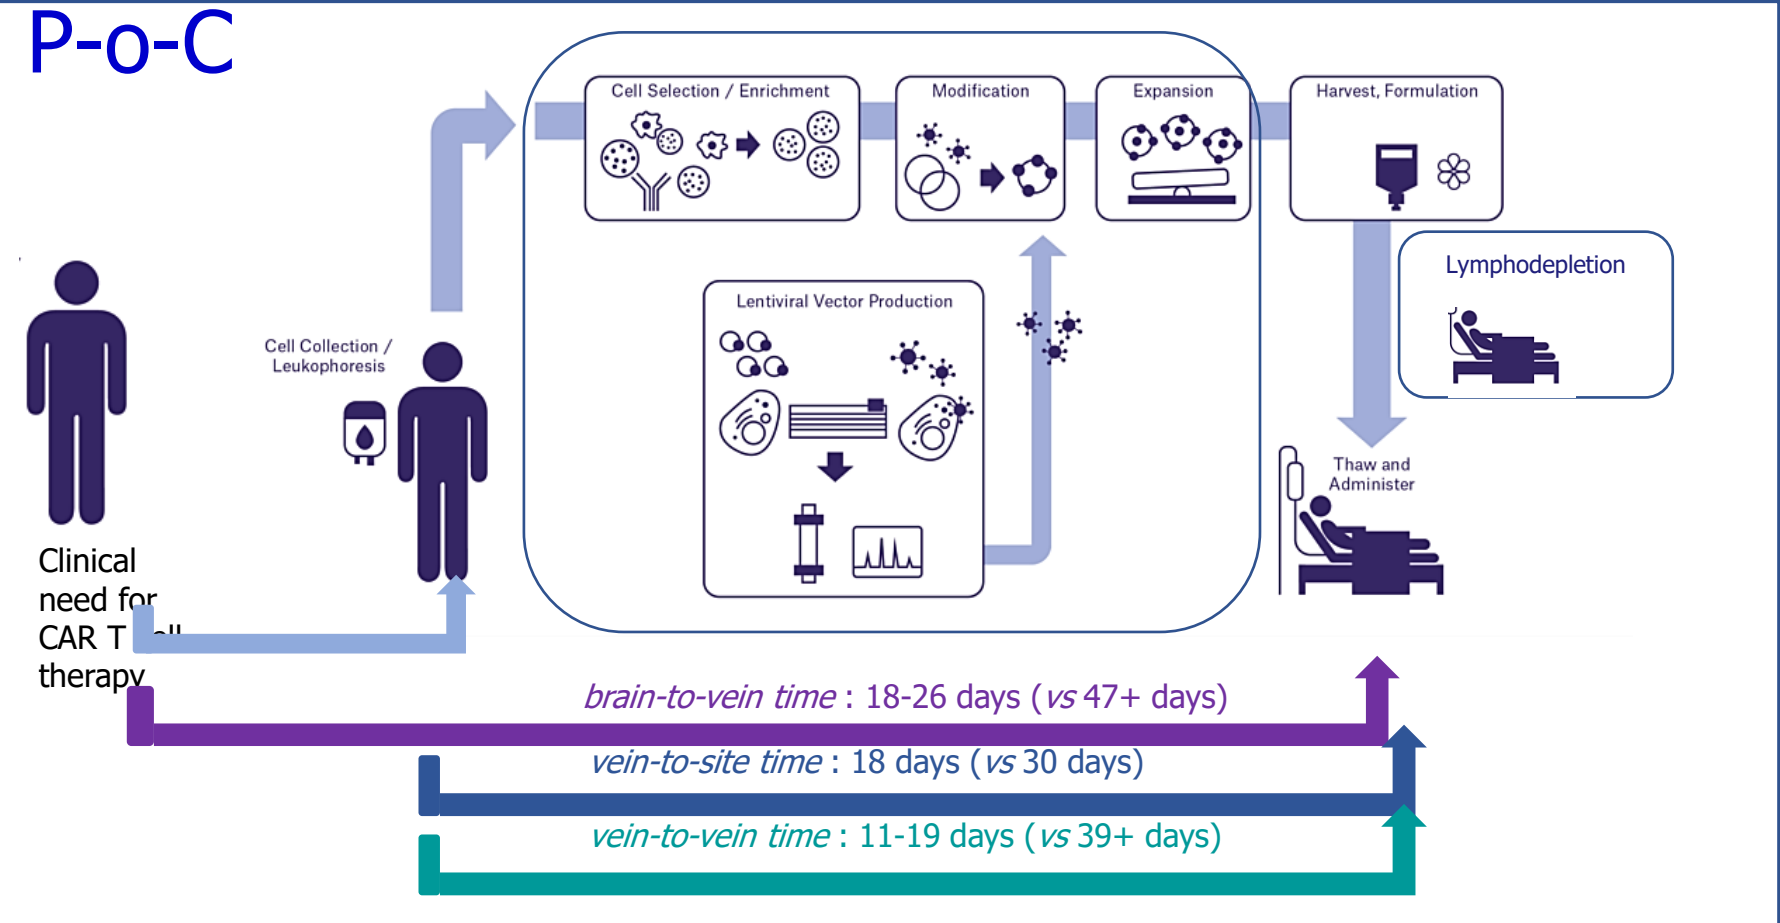 P-o-C
Cell Selection / Enrichment
Modification
Expansion
Harvest, Formulation
Lymphodepletion
Lentiviral Vector Production
Cell Collection /
Leukophoresis
Thaw and
Administer
Clinical
need for
CAR T cell
therapy
brain-to-vein time : 18-26 days (vs 47+ days)
vein-to-site time : 18 days (vs 30 days)
vein-to-vein time : 11-19 days (vs 39+ days)